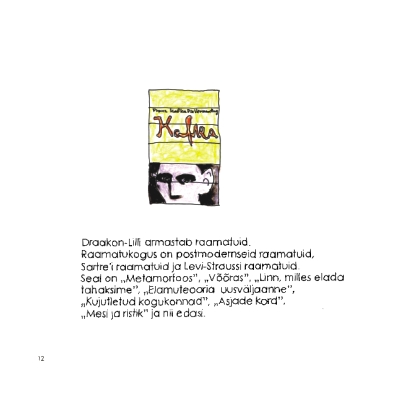 Kafka
Draakon-Lilli armastab raamatuid.
Raamatukogus on postmodernseid raamatuid,
Sartre'i raamatuid ja Levi-Straussi raamatuid.
Seal on „Metamorfoos”, „Võõras”, „Linn, milles elada
tahaksime”, „Elamuteooria uusväljaanne”,
„Kujutletud kogukonnad”, „Asjade kord”,
„Mesi ja ristik” ja nii edasi.
12